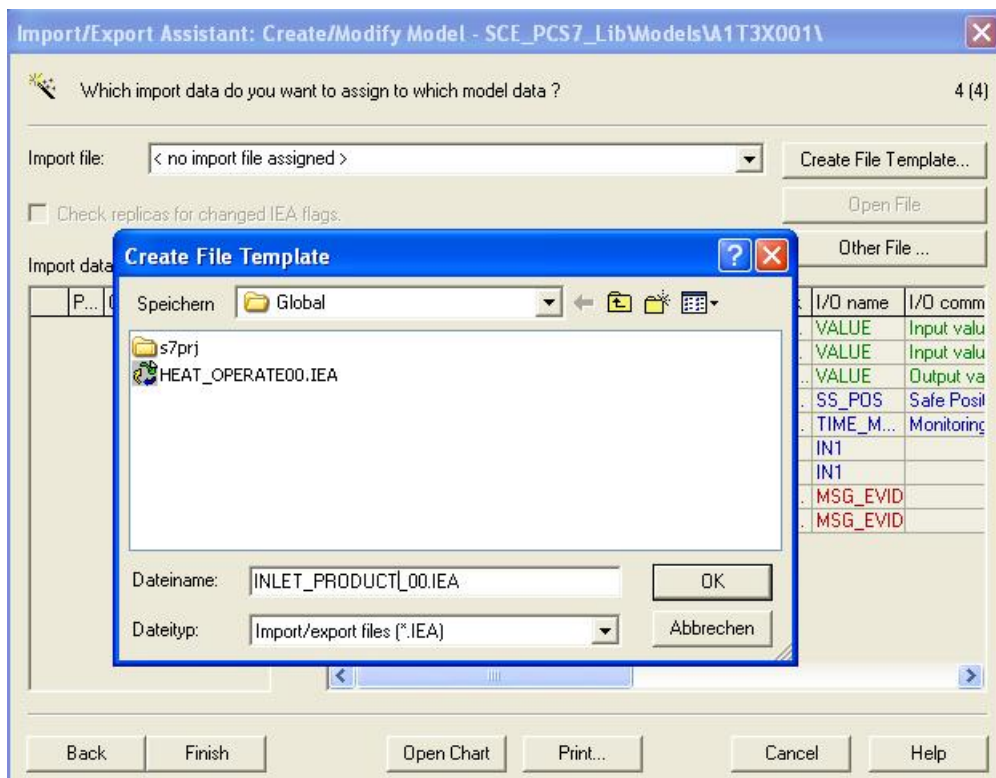 Import/Export Assistant: Create/Modify Model - SCE_PCS7_Lib\Models\A1T3X001\
Which import data do you want to assign to which model data ?
4 (4)
Import file:
< no import file assigned >
Create File Template...
Check replicas for changed IEA flags.
Open File
Other File ...
Import data
P...
I/O name
I/O comm
VALUE
Input valu
VALUE
Input valu
VALUE
Output va
SS_POS
Safe Posit
TIME_M...
Monitoring
IN1
IN1
MSG_EVID
MSG_EVID
Create File Template
Speichern
Global
s7prj
HEAT_OPERATE00.IEA
Dateiname:
INLET_PRODUCT_00.IEA
OK
Dateityp:
Import/export files (*.IEA)
Abbrechen
Back
Finish
Open Chart
Print...
Cancel
Help